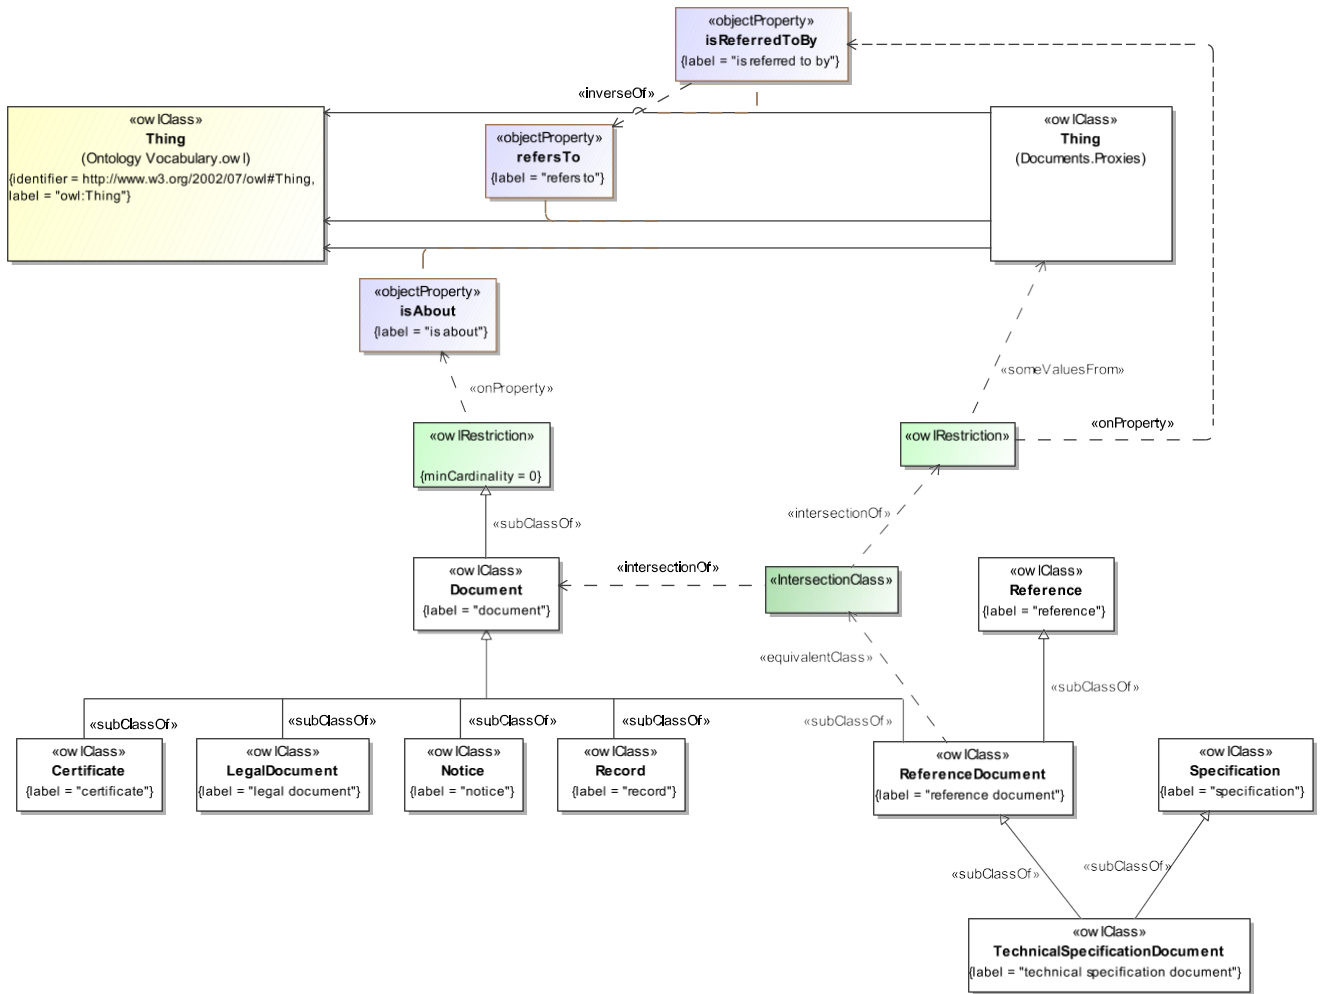 «objectProperty»
isReferredToBy
{label = "is referred to by"}
«inverseOf»
«owlClass»
Thing
(Ontology Vocabulary.owl)
{identifier = http://www.w3.org/2002/07/owl#Thing,
label = "owl:Thing"}
«objectProperty»
refersTo
{label = "refers to"}
«owlClass»
Thing
(Documents.Proxies)
«objectProperty»
isAbout
{label = "is about"}
«onProperty»
«someValuesFrom»
«onProperty»
«owlRestriction»
{minCardinality = 0}
«owlRestriction»
«subClassOf»
«intersectionOf»
«owlClass»
Document
{label = "document"}
«intersectionOf»
«IntersectionClass»
«owlClass»
Reference
{label = "reference"}
«equivalentClass»
«subClassOf»
«subClassOf»
«subClassOf»
«subClassOf»
«subClassOf»
«subClassOf»
«owlClass»
Certificate
{label = "certificate"}
«owlClass»
LegalDocument
{label = "legal document"}
«owlClass»
Notice
{label = "notice"}
«owlClass»
Record
{label = "record"}
«owlClass»
ReferenceDocument
{label = "reference document"}
«owlClass»
Specification
{label = "specification"}
«subClassOf»
«subClassOf»
«owlClass»
TechnicalSpecificationDocument
{label = "technical specification document"}